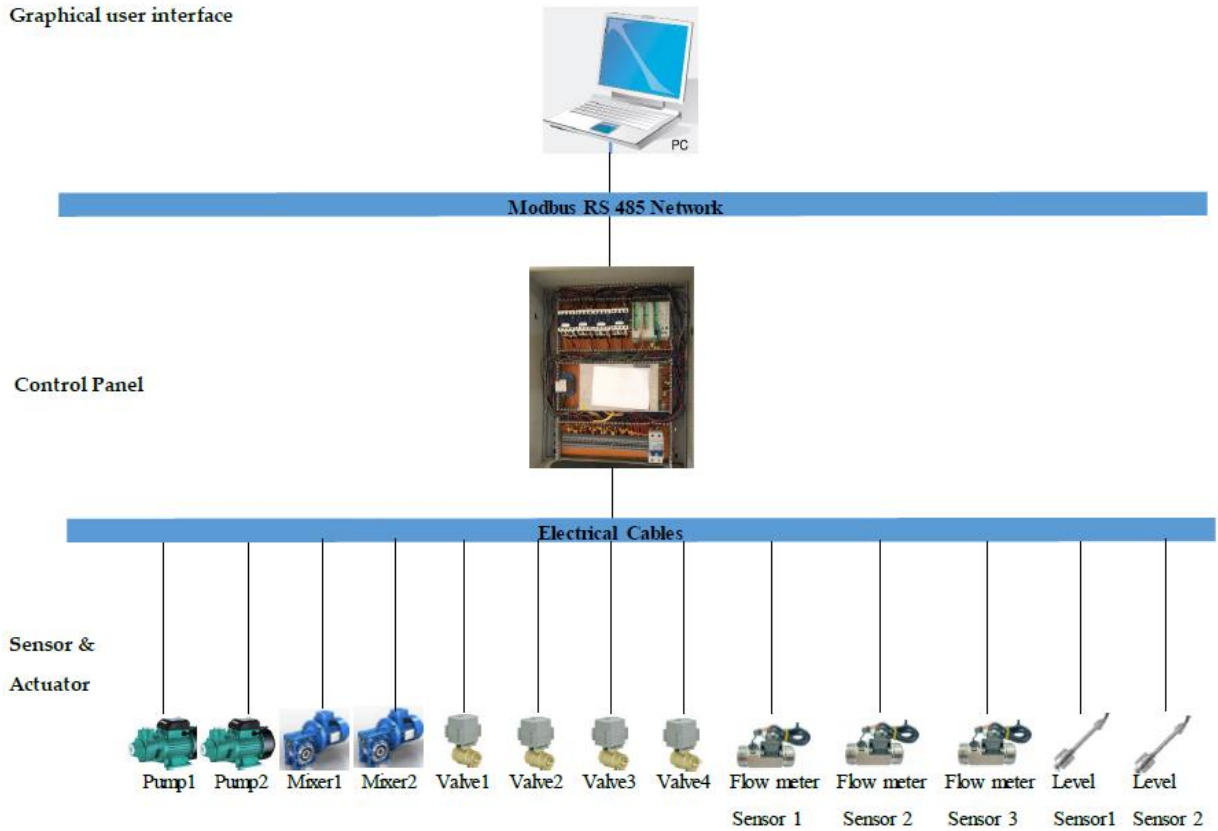 Graphical user interface
PC
Modbus RS 485 Network
Control Panel
Electrical Cables
Sensor &
Actuator
Pump1 Pump2 Mixer1 Mixer2 Valve1 Valve2 Valve3 Valve4 Flow meter Flow meter Flow meter Level Level
Sensor 1 Sensor 2 Sensor 3 Sensor1 Sensor 2